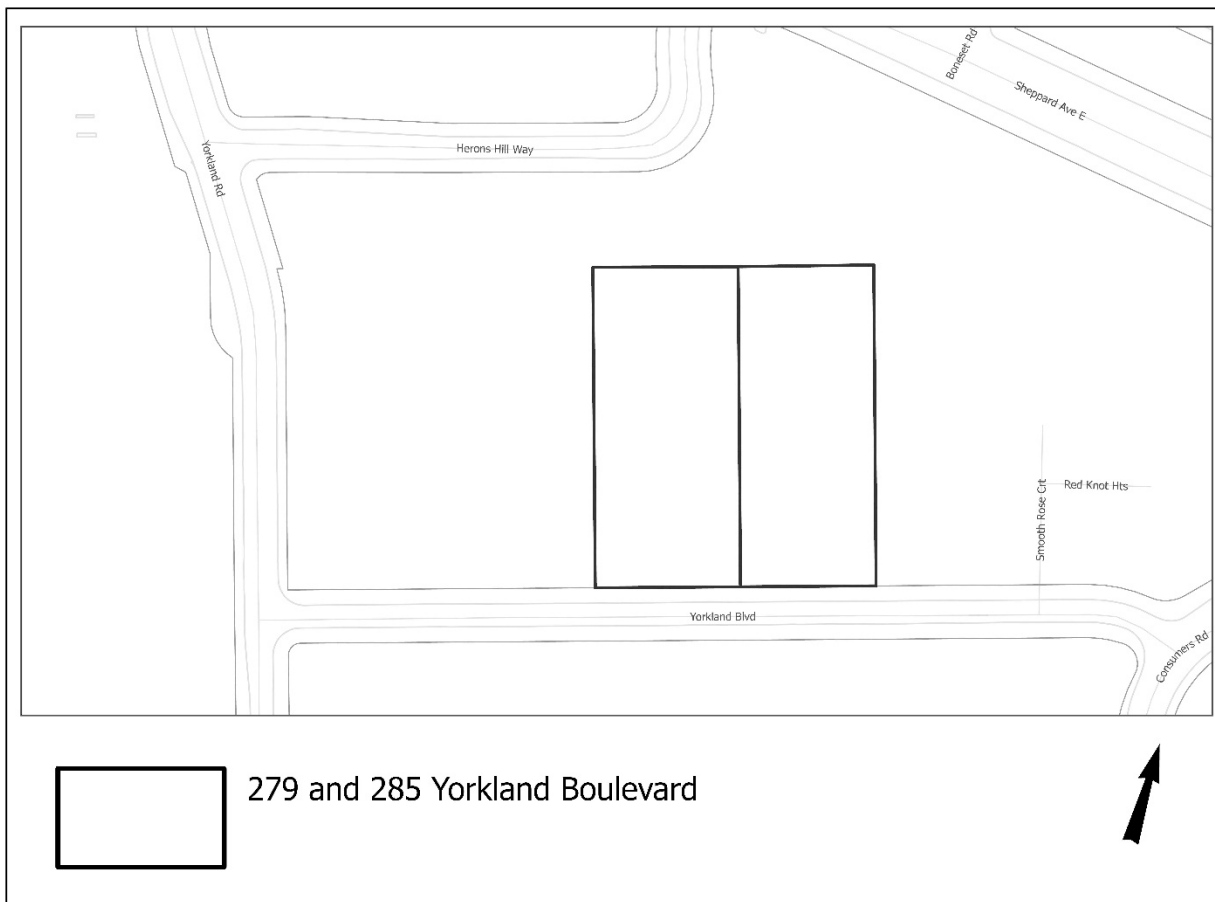 Boneset Rd
Sheppard Ave E
Yorkland Rd
Herons Hill Way
Smooth Rose Crt
Red Knot Hts
Yorkland Blvd
Consumers Rd
279 and 285 Yorkland Boulevard